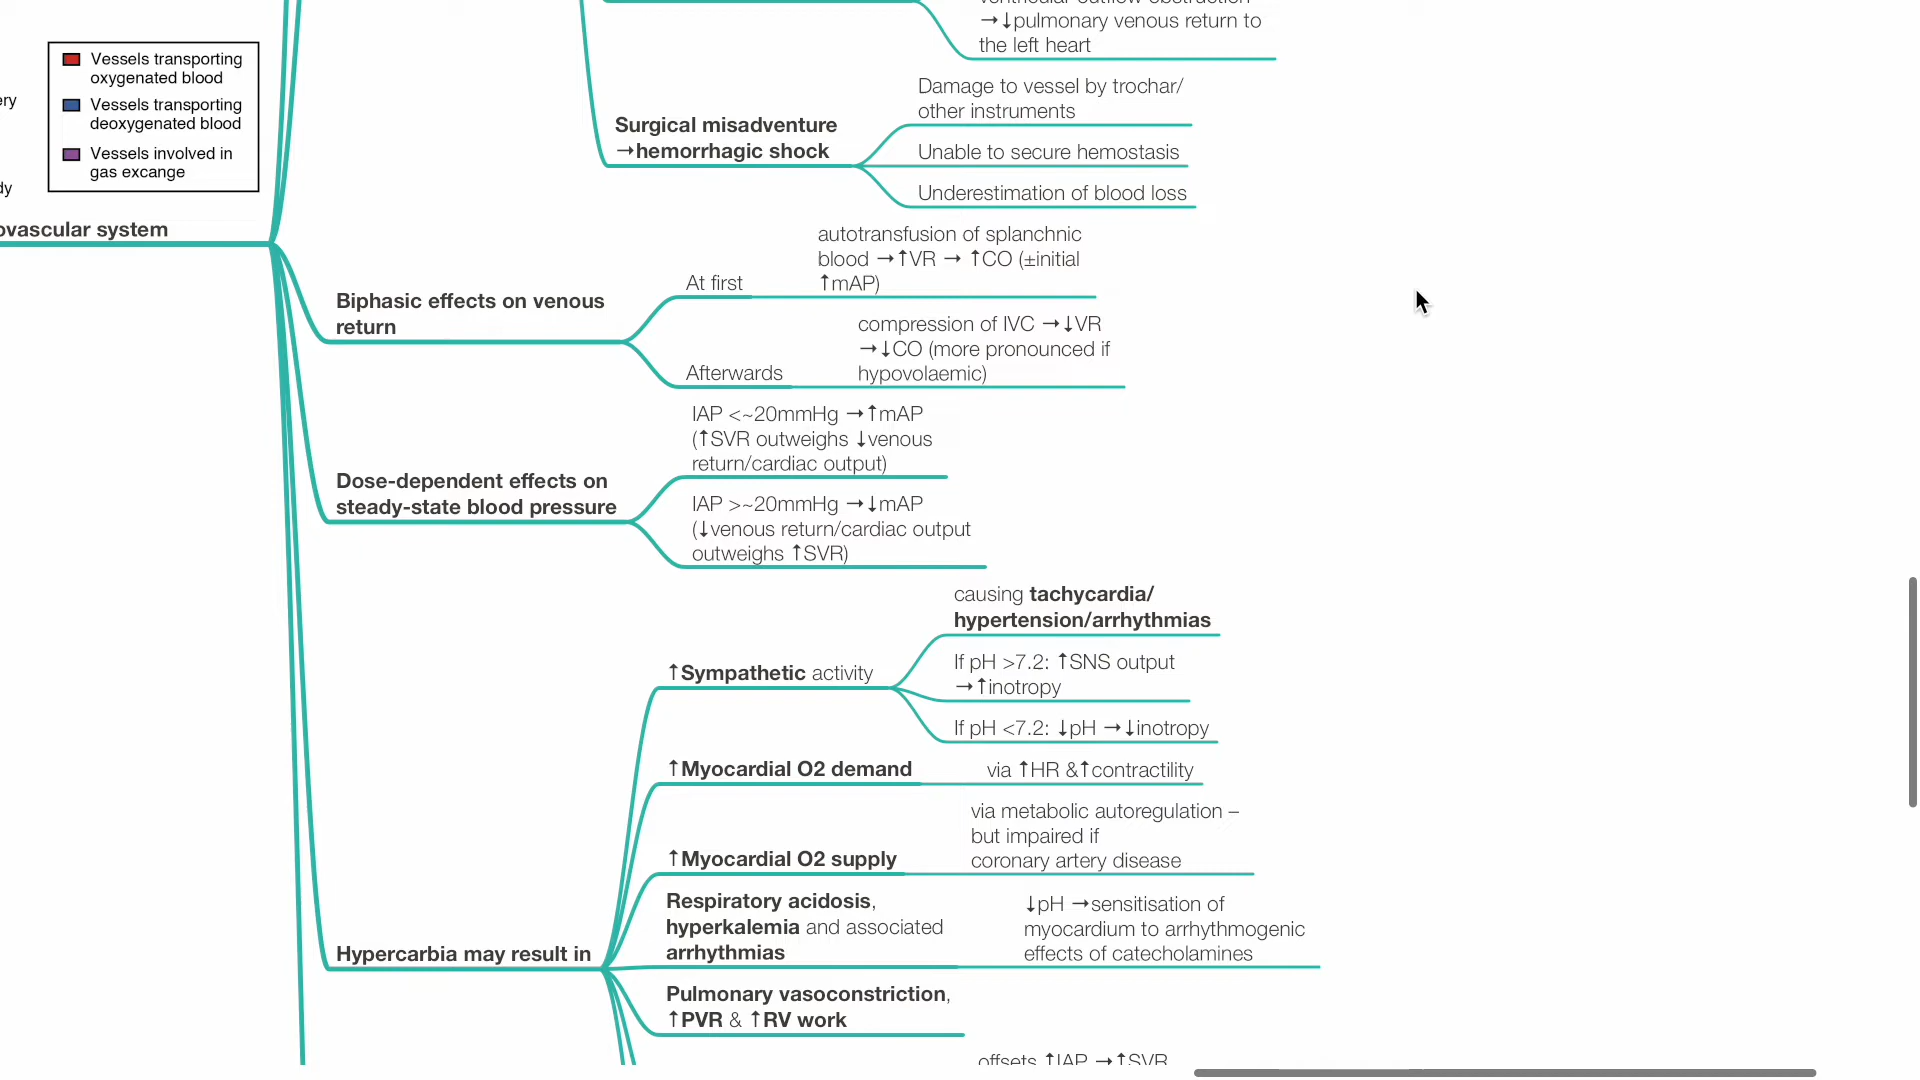 ventricular outflow obstruction
→↓pulmonary venous return to
the left heart
Vessels transporting
oxygenated blood
Vessels transporting
deoxygenated blood
Vessels involved in
gas excange
ery
dy
ovascular system
Surgical misadventure
→hemorrhagic shock
Damage to vessel by trochar/
other instruments
Unable to secure hemostasis
Underestimation of blood loss
Biphasic effects on venous
return
At first
autotransfusion of splanchnic
blood →↑VR → ↑CO (±initial
↑mAP)
Afterwards
compression of IVC →↓VR
→↓CO (more pronounced if
hypovolaemic)
Dose-dependent effects on
steady-state blood pressure
IAP <~20mmHg →↑mAP
(↑SVR outweighs ↓venous
return/cardiac output)
IAP >~20mmHg →↓mAP
(↓venous return/cardiac output
outweighs ↑SVR)
Hypercarbia may result in
↑Sympathetic activity
causing tachycardia/
hypertension/arrhythmias
If pH >7.2: ↑SNS output
→↑inotropy
If pH <7.2: ↓pH →↓inotropy
↑Myocardial O2 demand
via ↑HR &↑contractility
↑Myocardial O2 supply
via metabolic autoregulation –
but impaired if
coronary artery disease
Respiratory acidosis,
hyperkalemia and associated
arrhythmias
↓pH →sensitisation of
myocardium to arrhythmogenic
effects of catecholamines
Pulmonary vasoconstriction,
↑PVR & ↑RV work
offsets ↑IAP →↑SVR